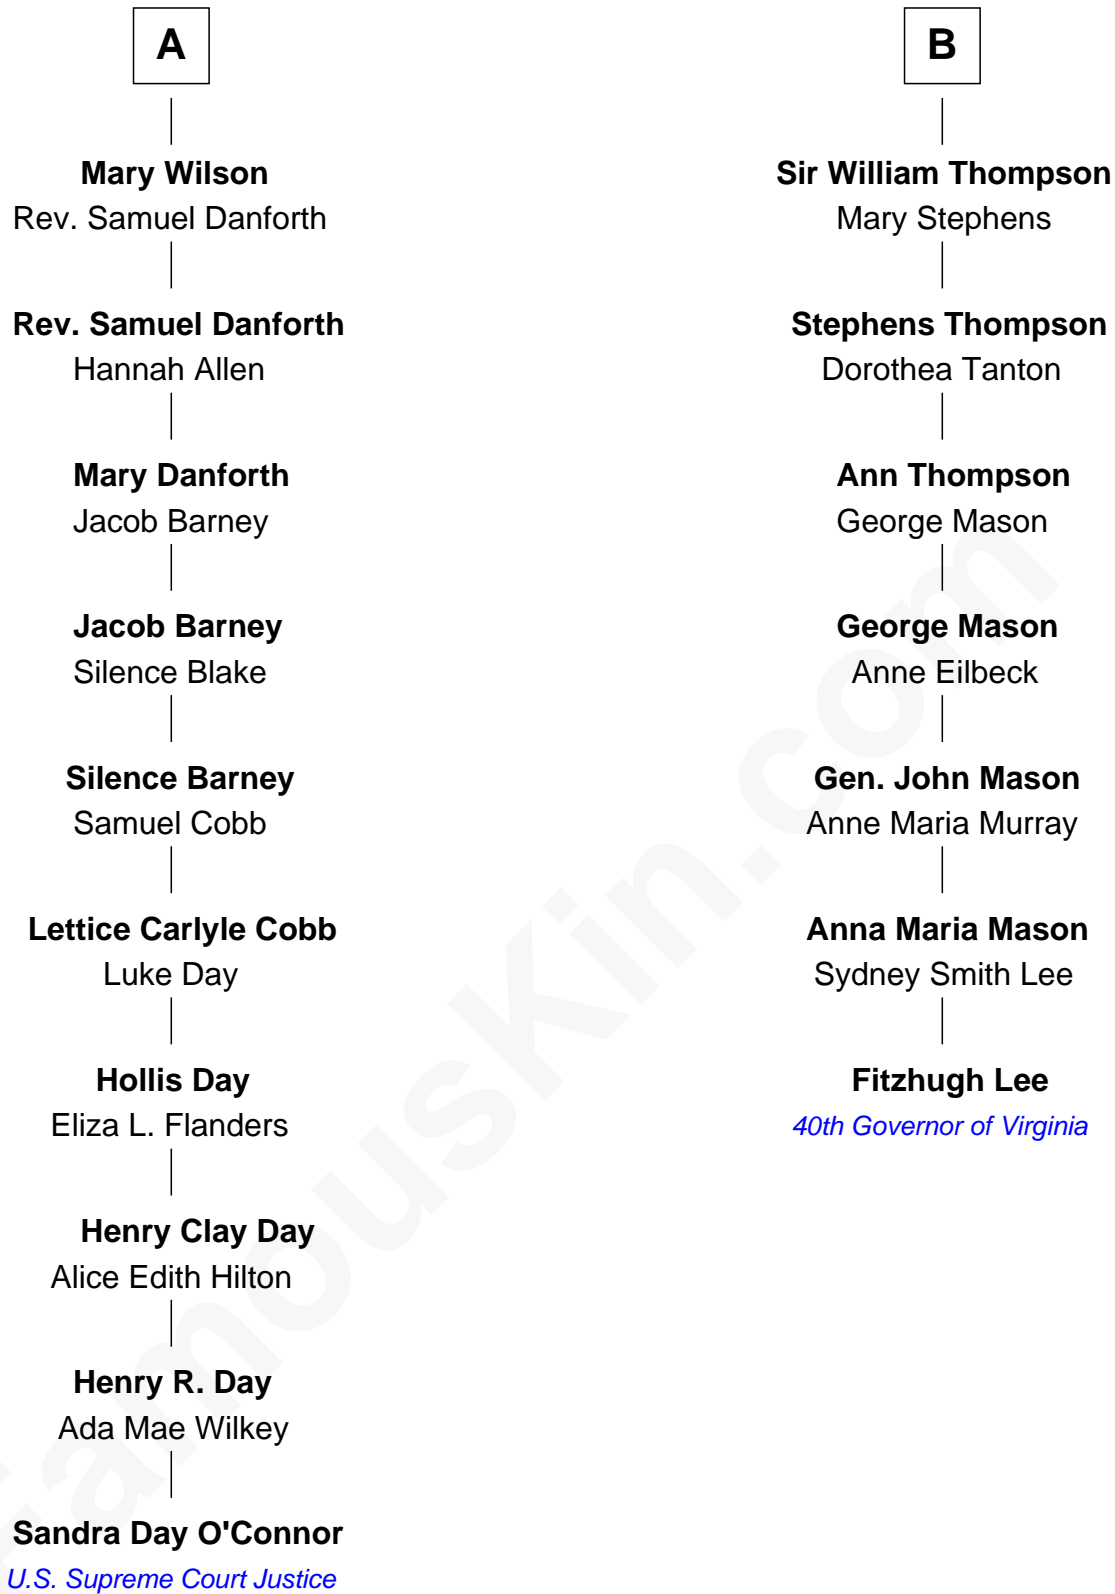 A
Mary Wilson
Rev. Samuel Danforth
Rev. Samuel Danforth
Hannah Allen
Mary Danforth
Jacob Barney
Jacob Barney
Silence Blake
Silence Barney
Samuel Cobb
Lettice Carlyle Cobb
Luke Day
Hollis Day
Eliza L. Flanders
Henry Clay Day
Alice Edith Hilton
Henry R. Day
Ada Mae Wilkey
Sandra Day O'Connor
U.S. Supreme Court Justice
B
Sir William Thompson
Mary Stephens
Stephens Thompson
Dorothea Tanton
Ann Thompson
George Mason
George Mason
Anne Eilbeck
Gen. John Mason
Anne Maria Murray
Anna Maria Mason
Sydney Smith Lee
Fitzhugh Lee
40th Governor of Virginia
FamousKin.com